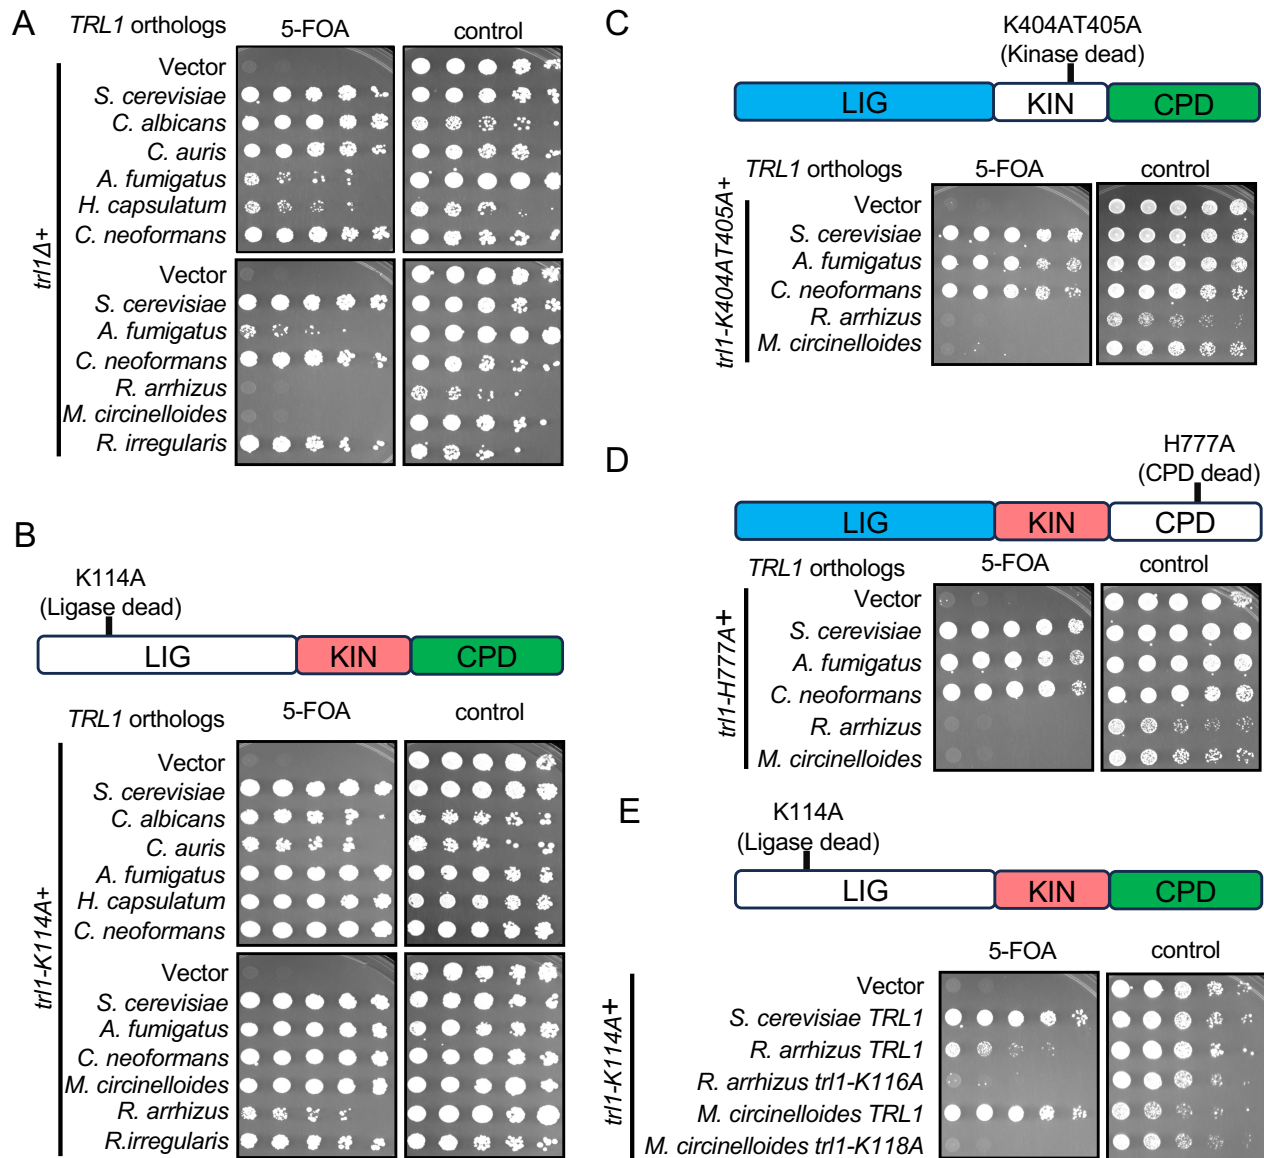 A
TRL1 orthologs
5-FOA
control
trl1Δ+
Vector
S. cerevisiae
C. albicans
C. auris
A. fumigatus
H. capsulatum
C. neoformans
Vector
S. cerevisiae
A. fumigatus
C. neoformans
R. arrhizus
M. circinelloides
R. irregularis
B
K114A
(Ligase dead)
LIG
KIN
CPD
TRL1 orthologs
5-FOA
control
trl1-K114A+
Vector
S. cerevisiae
C. albicans
C. auris
A. fumigatus
H. capsulatum
C. neoformans
Vector
S. cerevisiae
A. fumigatus
C. neoformans
M. circinelloides
R. arrhizus
R.irregularis
C
K404AT405A
(Kinase dead)
LIG
KIN
CPD
TRL1 orthologs
5-FOA
control
trl1-K404AT405A+
Vector
S. cerevisiae
A. fumigatus
C. neoformans
R. arrhizus
M. circinelloides
D
H777A
(CPD dead)
LIG
KIN
CPD
TRL1 orthologs
5-FOA
control
trl1-H777A+
Vector
S. cerevisiae
A. fumigatus
C. neoformans
R. arrhizus
M. circinelloides
E
K114A
(Ligase dead)
LIG
KIN
CPD
5-FOA
control
trl1-K114A+
Vector
S. cerevisiae TRL1
R. arrhizus TRL1
R. arrhizus trl1-K116A
M. circinelloides TRL1
M. circinelloides trl1-K118A